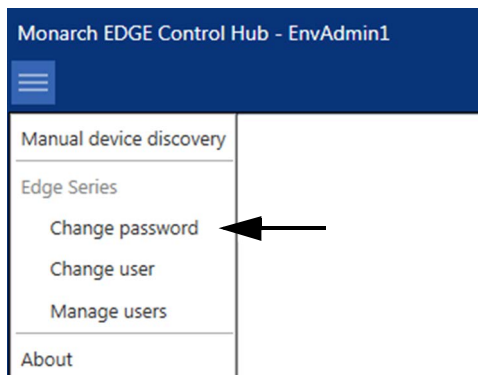 Monarch EDGE Control Hub - EnvAdmin1
Manual device discovery
Edge Series
Change password
Change user
Manage users
About